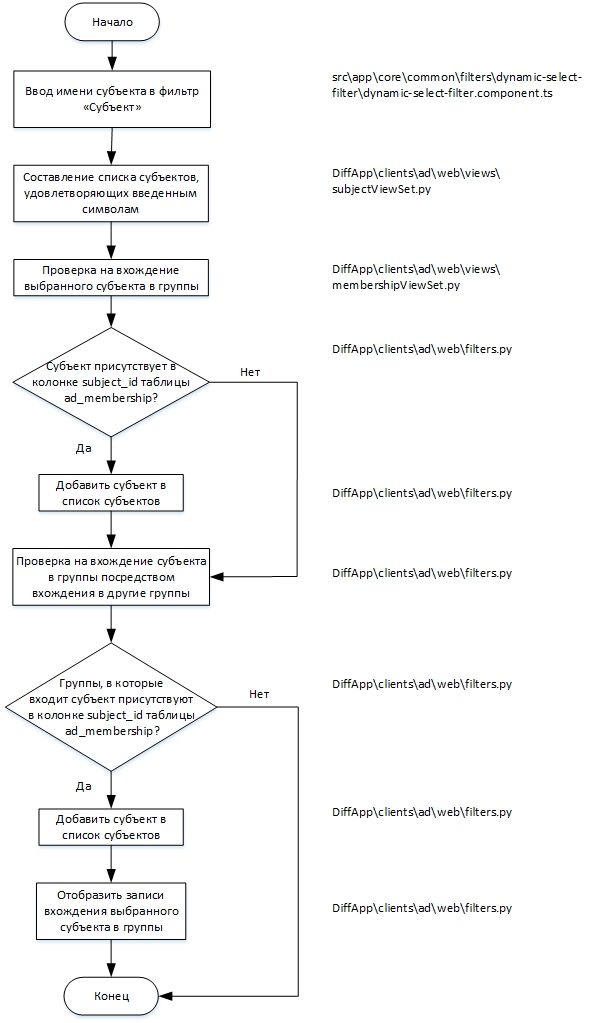 Начало
Ввод имени субъекта в фильтр
«Субъект»
src\app\core\common\filters\dynamic-select-
filter\dynamic-select-filter.component.ts
Составление списка субъектов,
удовлетворяющих введенным
символам
DiffApp\clients\ad\web\views\
subjectViewSet.py
Проверка на вхождение
выбранного субъекта в группы
DiffApp\clients\ad\web\views\
membershipViewSet.py
Субъект присутствует в
колонке subject_id таблицы
ad_membership?
Нет
DiffApp\clients\ad\web\filters.py
Да
Добавить субъект в
список субъектов
DiffApp\clients\ad\web\filters.py
Проверка на вхождение субъекта
в группы посредством
вхождения в другие группы
DiffApp\clients\ad\web\filters.py
Группы, в которые
входит субъект присутствуют
в колонке subject_id таблицы
ad_membership?
Нет
DiffApp\clients\ad\web\filters.py
Да
Добавить субъект в
список субъектов
DiffApp\clients\ad\web\filters.py
Отобразить записи
вхождения выбранного
субъекта в группы
DiffApp\clients\ad\web\filters.py
Конец